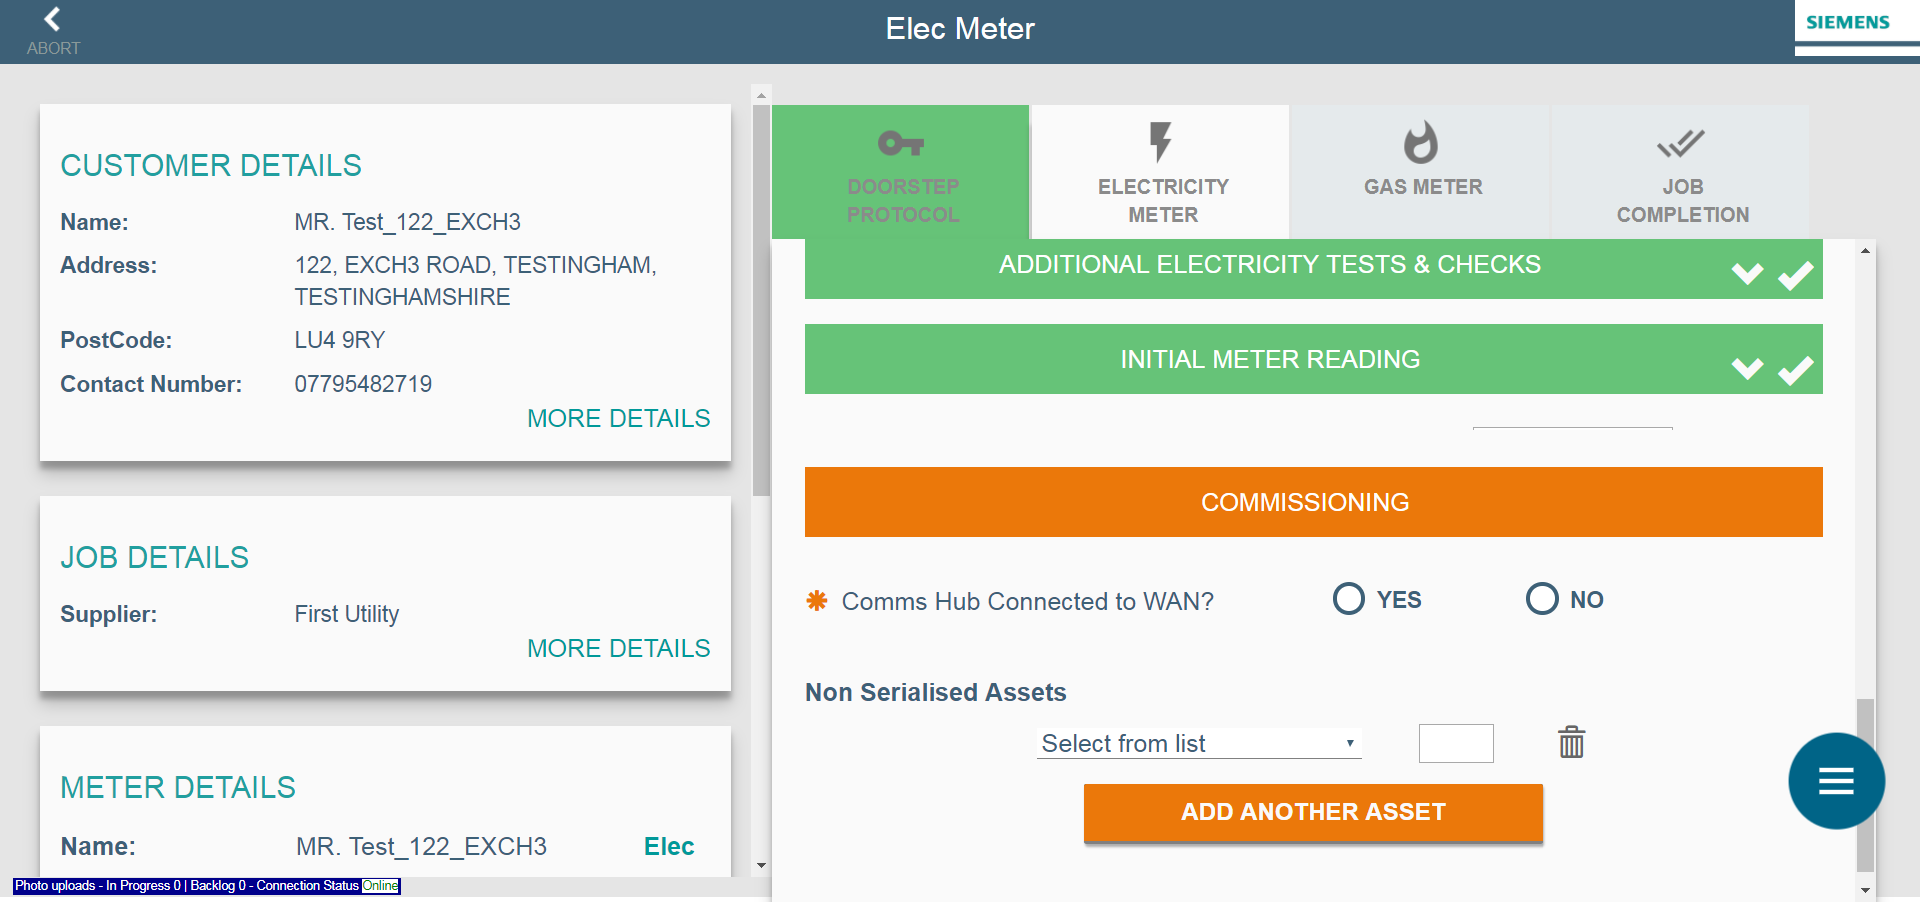 ABORT
Elec Meter
SIEMENS
CUSTOMER DETAILS
Name: MR. Test_122_EXCH3
Address: 122, EXCH3 ROAD, TESTINGHAM,
TESTINGHAMSHIRE
PostCode: LU4 9RY
Contact Number: 07795482719
MORE DETAILS
JOB DETAILS
Supplier: First Utility
MORE DETAILS
METER DETAILS
Name: MR. Test_122_EXCH3 Elec
Photo uploads - In Progress 0 | Backlog 0 - Connection Status Online
DOORSTEP
PROTOCOL
ELECTRICITY
METER
GAS METER
JOB
COMPLETION
ADDITIONAL ELECTRICITY TESTS & CHECKS
INITIAL METER READING
COMMISSIONING
Comms Hub Connected to WAN? YES NO
Non Serialised Assets
Select from list
ADD ANOTHER ASSET